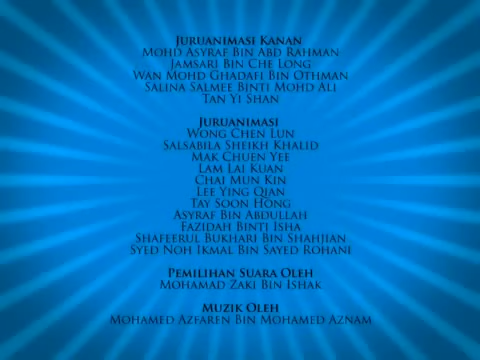 Juruanimasi Kanan
Mohd Asyraf Bin Abd Rahman
Jamsari Bin Che Long
Wan Mohd Ghadafi Bin Othman
Salina Salmee Binti Mohd Ali
Tan Yi Shan
Juruanimasi
Wong Chen Lun
Salsabila Sheikh Khalid
Mak Chuen Yee
Lam Lai Kuan
Chai Mun Kin
Lee Ying Qian
Tay Soon Hong
Asyraf Bin Abdullah
Fazidah Binti Isha
Shafeerul Bukhari Bin Shahjian
Syed Noh Ikmal Bin Sayed Rohani
Pemilihan Suara Oleh
Mohamad Zaki Bin Ishak
Muzik Oleh
Mohamed Azfaren Bin Mohamed Aznam